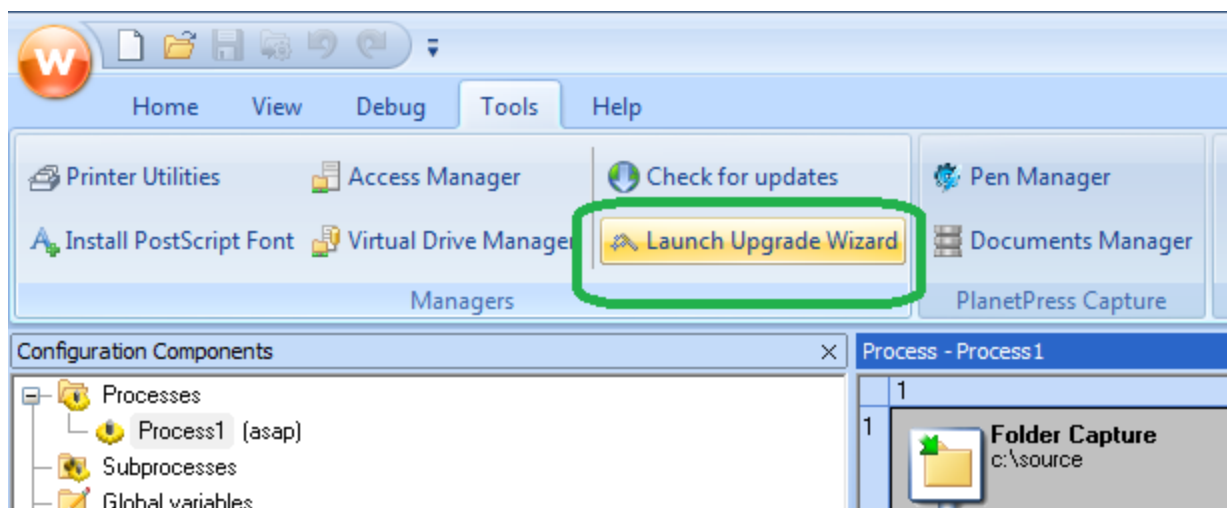 W
Home View Debug Tools Help
Printer Utilities Access Manager Check for updates Pen Manager
Install PostScript Font Virtual Drive Manager Launch Upgrade Wizard Documents Manager
Managers PlanetPress Capture
Configuration Components Process - Process1
Processes 1
Process1 (asap) 1 Folder Capture
c:\source
Subprocesses
Global variables